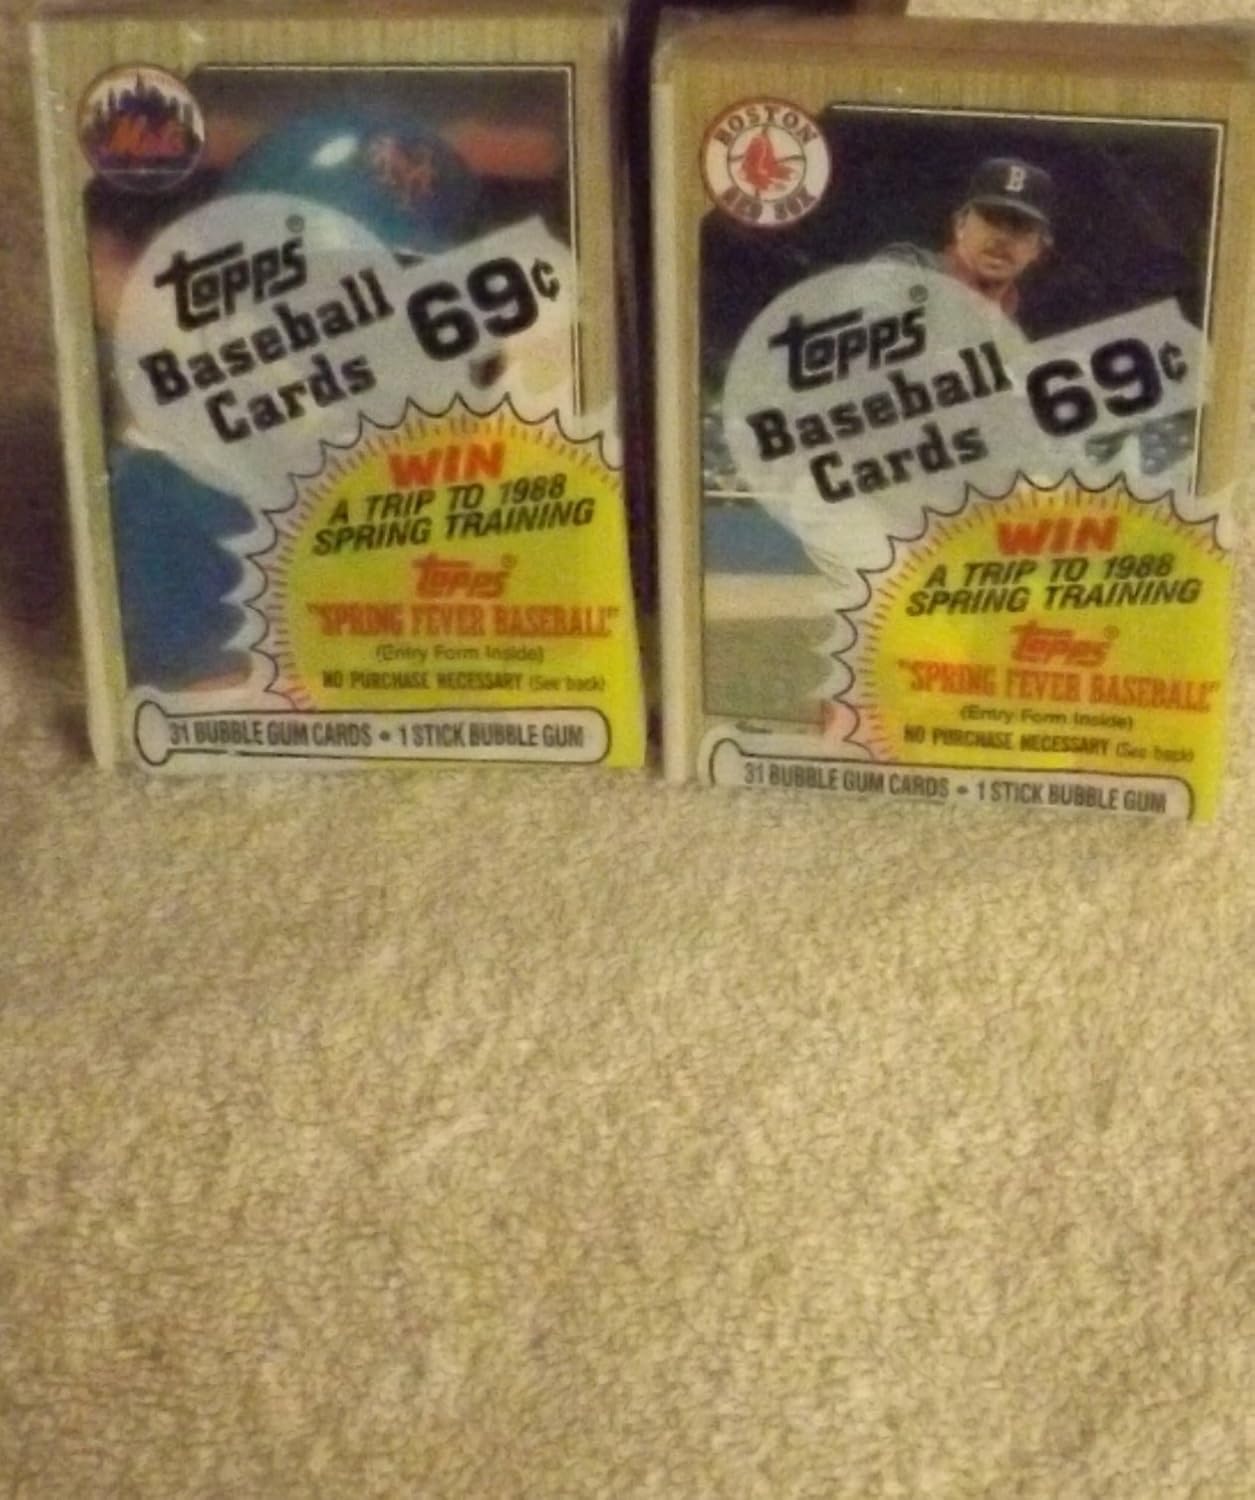 Mets
NY
Topps®
Baseball
Cards
69¢
WIN
A TRIP TO 1988
SPRING TRAINING
Topps®
"SPRING FEVER BASEBALL"
(Entry Form Inside)
NO PURCHASE NECESSARY (See back)
31 BUBBLE GUM CARDS • 1 STICK BUBBLE GUM
BOSTON
RED SOX
B
Topps®
Baseball
Cards
69¢
WIN
A TRIP TO 1988
SPRING TRAINING
Topps®
"SPRING FEVER BASEBALL"
(Entry Form Inside)
NO PURCHASE NECESSARY (See back)
31 BUBBLE GUM CARDS • 1 STICK BUBBLE GUM